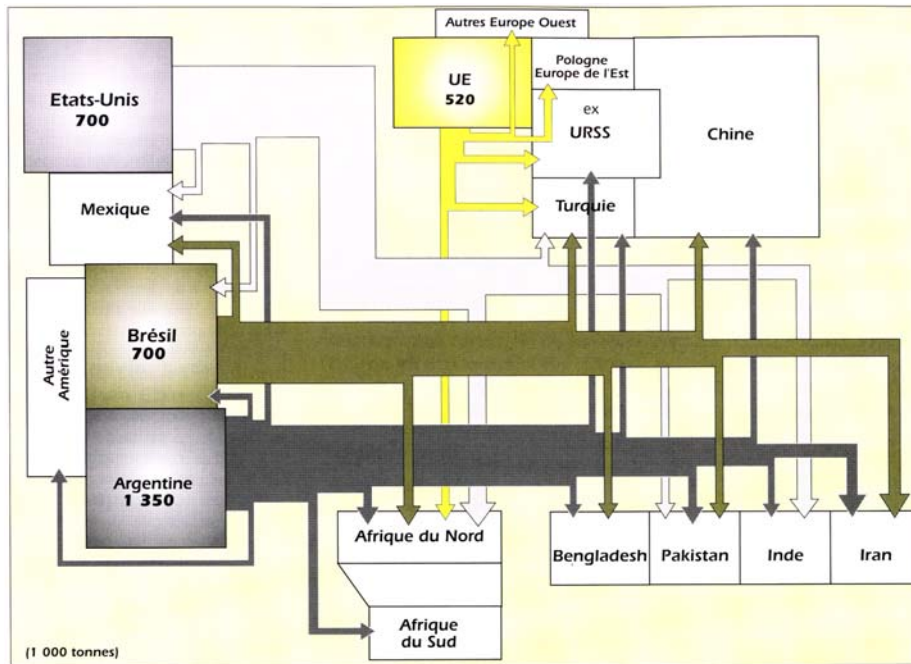 Autres Europe Ouest
Etats-Unis
700
UE
520
Pologne
Europe de l'Est
ex
URSS
Chine
Mexique
Turquie
Autre
Amérique
Brésil
700
Argentine
1 350
Afrique du Nord
Bengladesh
Pakistan
Inde
Iran
Afrique
du Sud
(1 000 tonnes)